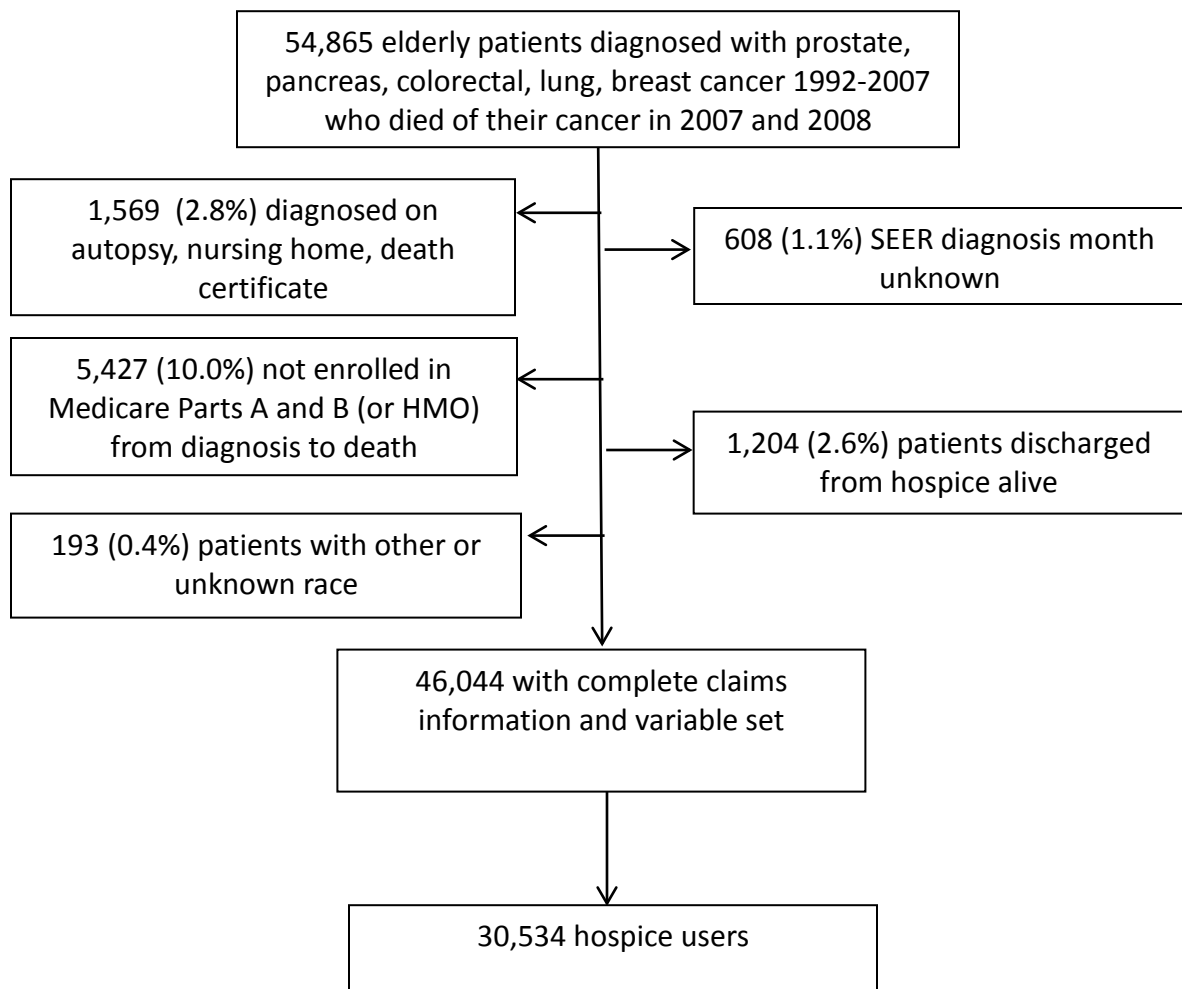 54,865 elderly patients diagnosed with prostate,
pancreas, colorectal, lung, breast cancer 1992-2007
who died of their cancer in 2007 and 2008
1,569  (2.8%) diagnosed on
autopsy, nursing home, death
certificate
608 (1.1%) SEER diagnosis month
unknown
5,427 (10.0%) not enrolled in
Medicare Parts A and B (or HMO)
from diagnosis to death
1,204 (2.6%) patients discharged
from hospice alive
193 (0.4%) patients with other or
unknown race
46,044 with complete claims
information and variable set
30,534 hospice users